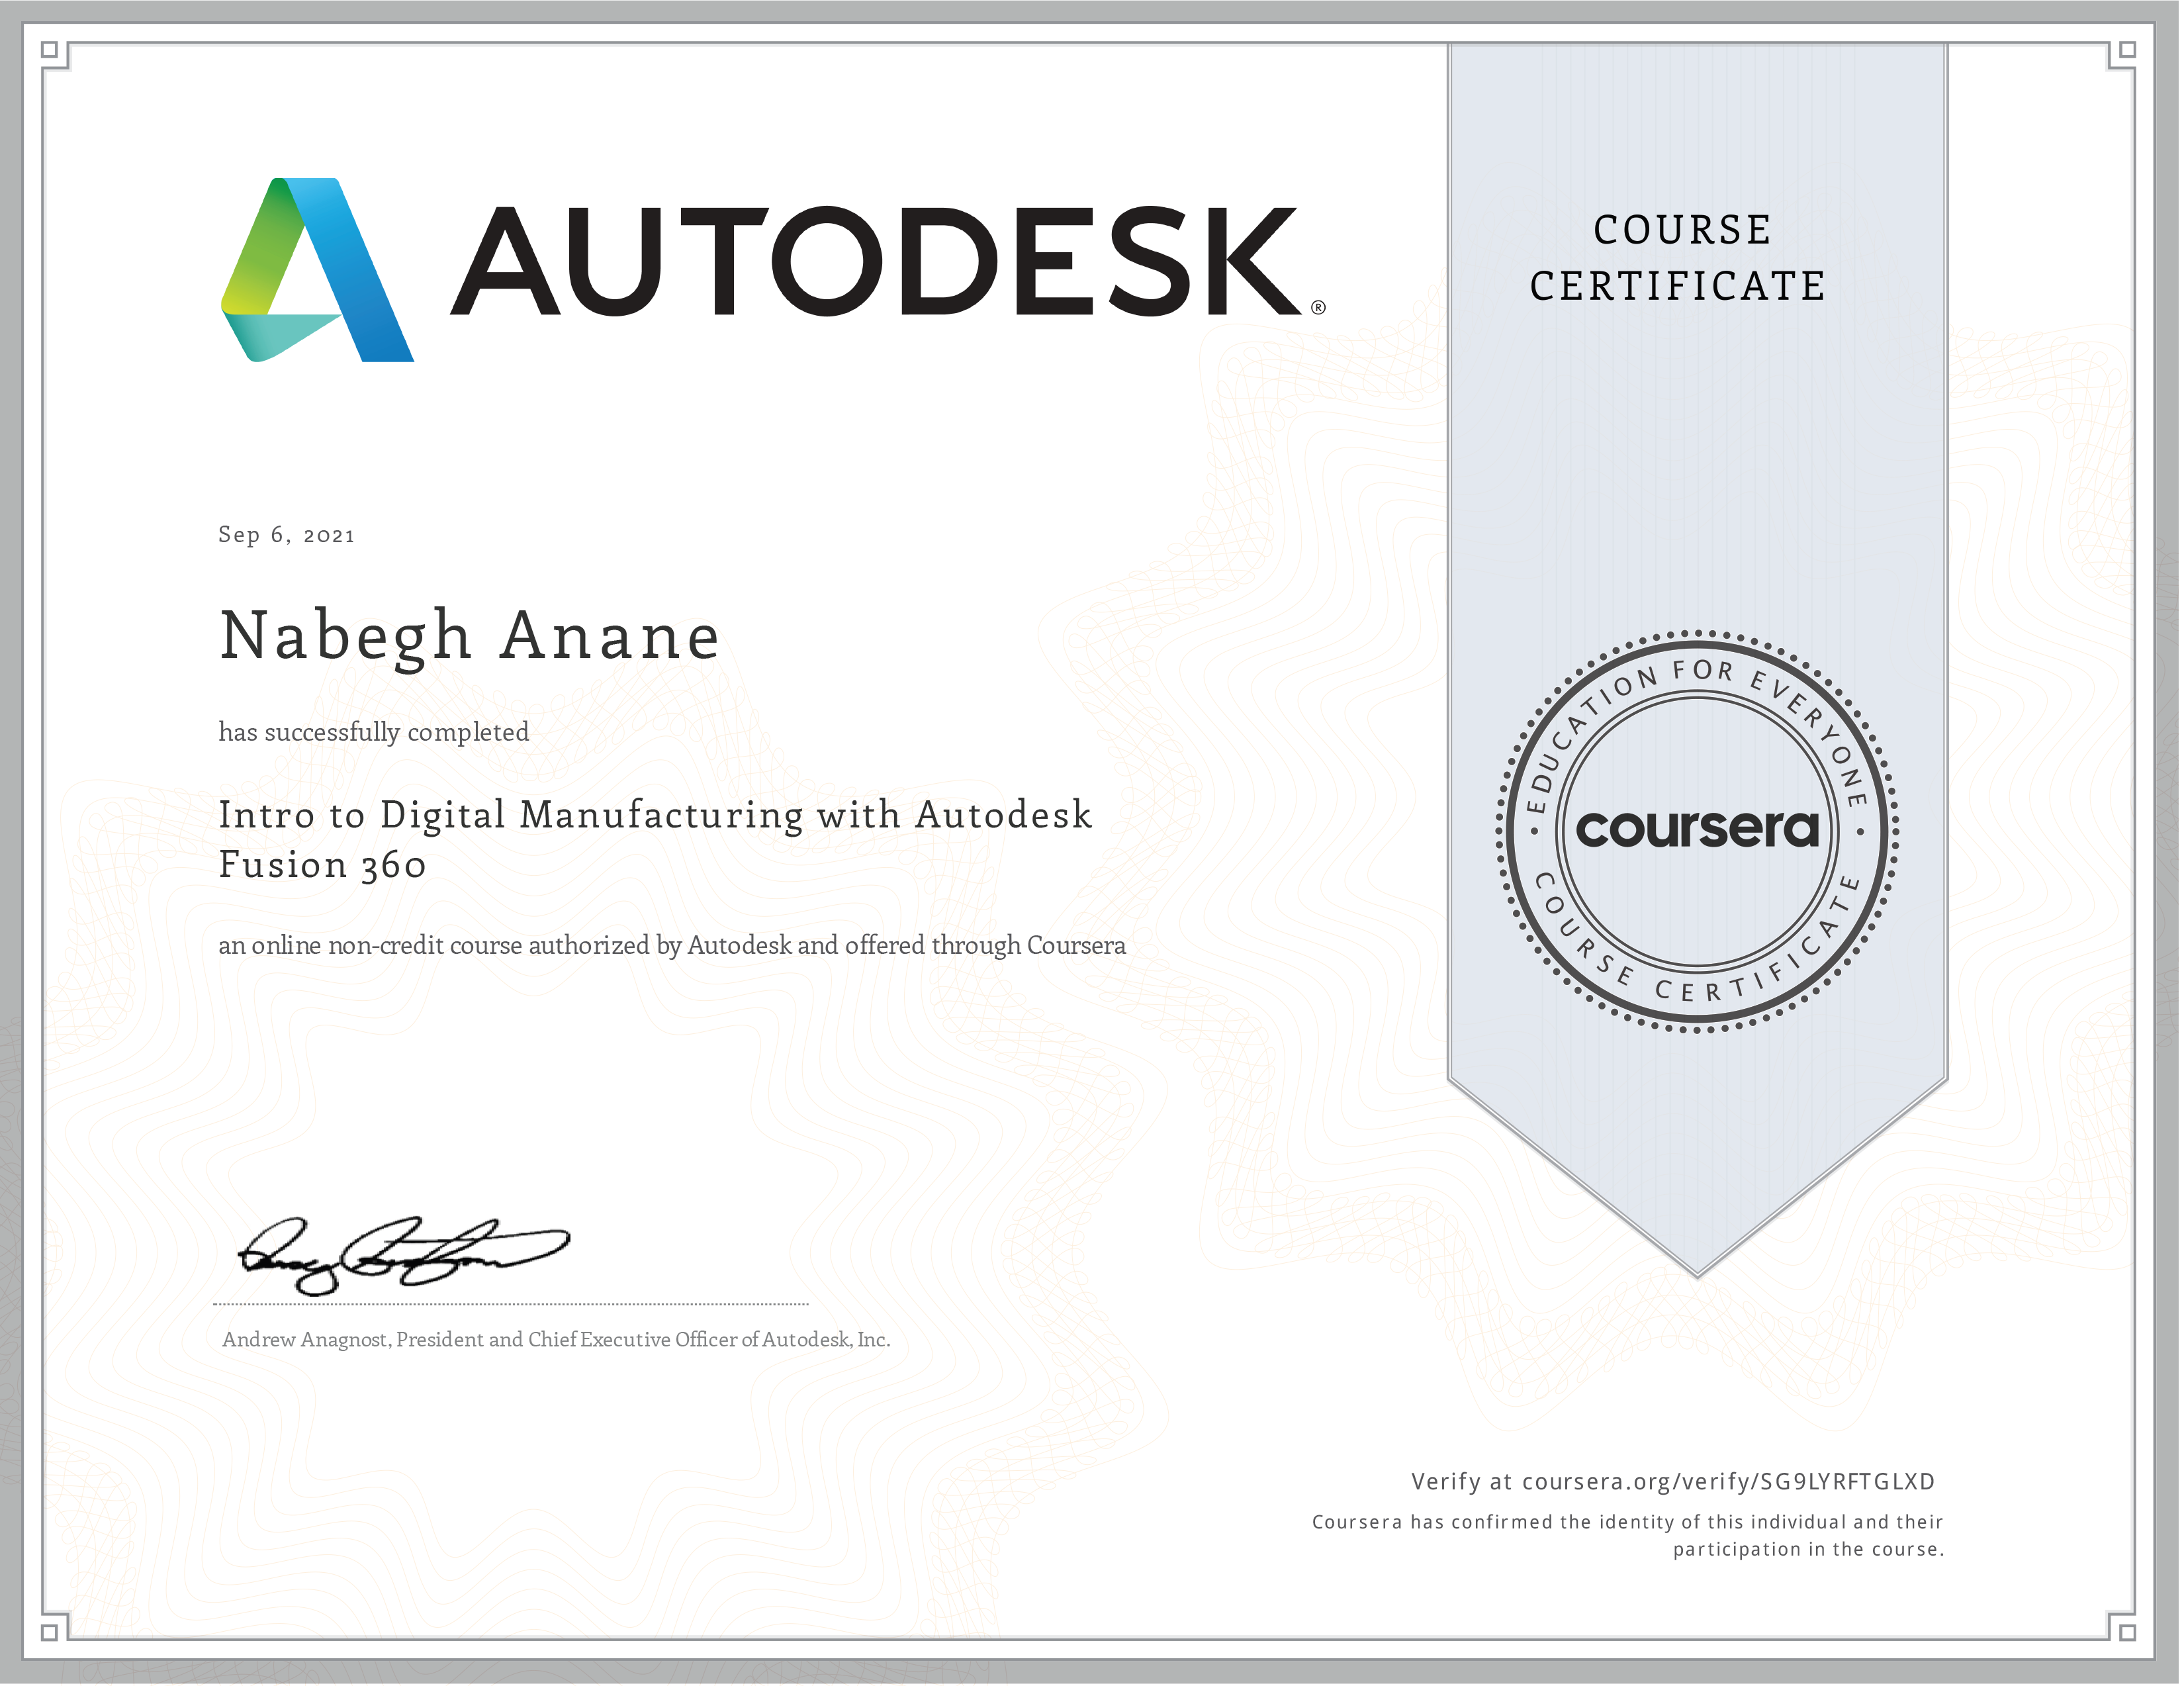 AUTODESK®
COURSE
CERTIFICATE
Sep 6, 2021
Nabegh Anane
has successfully completed
Intro to Digital Manufacturing with Autodesk
Fusion 360
an online non-credit course authorized by Autodesk and offered through Coursera
EDUCATION FOR EVERYONE
coursera
COURSE CERTIFICATE
Andrew Anagnost, President and Chief Executive Officer of Autodesk, Inc.
Verify at coursera.org/verify/SG9LYRFTGLXD
Coursera has confirmed the identity of this individual and their
participation in the course.